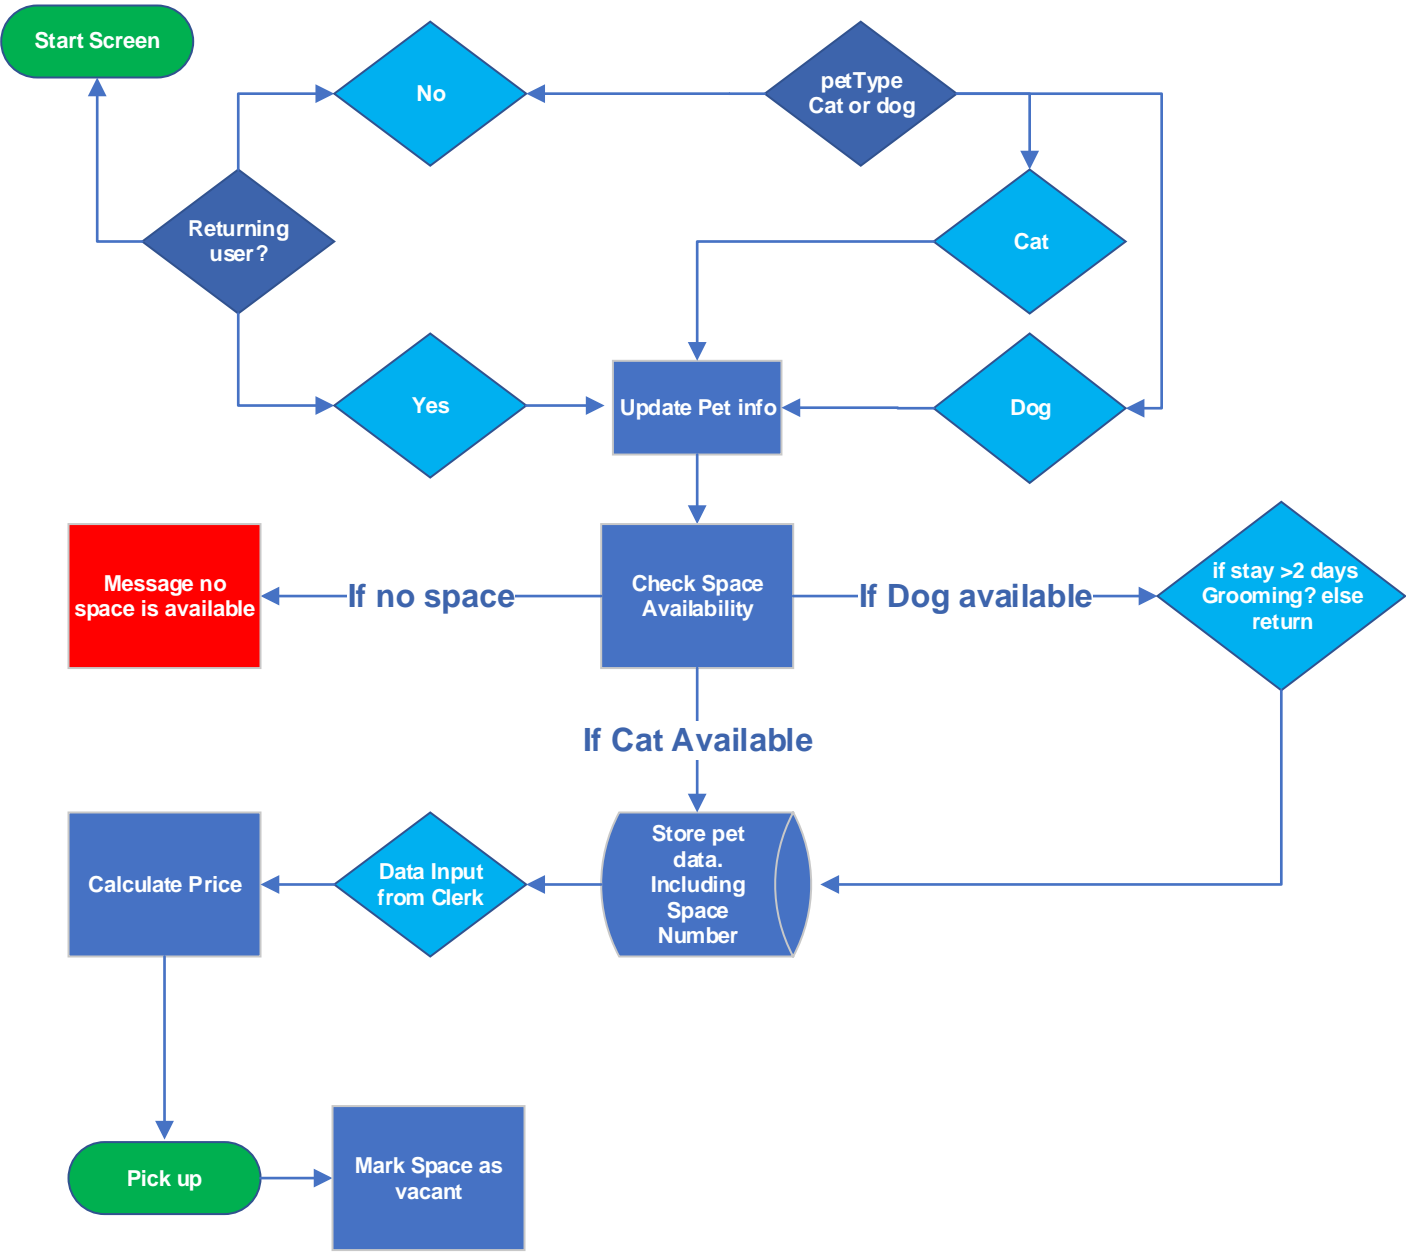 Start Screen
No
petType
Cat or dog
Returning
user?
Cat
Yes
Update Pet info
Dog
Message no
space is available
If no space
Check Space
Availability
If Dog available
if stay >2 days
Grooming? else
return
If Cat Available
Calculate Price
Data Input
from Clerk
Store pet
data.
Including
Space
Number
Pick up
Mark Space as
vacant